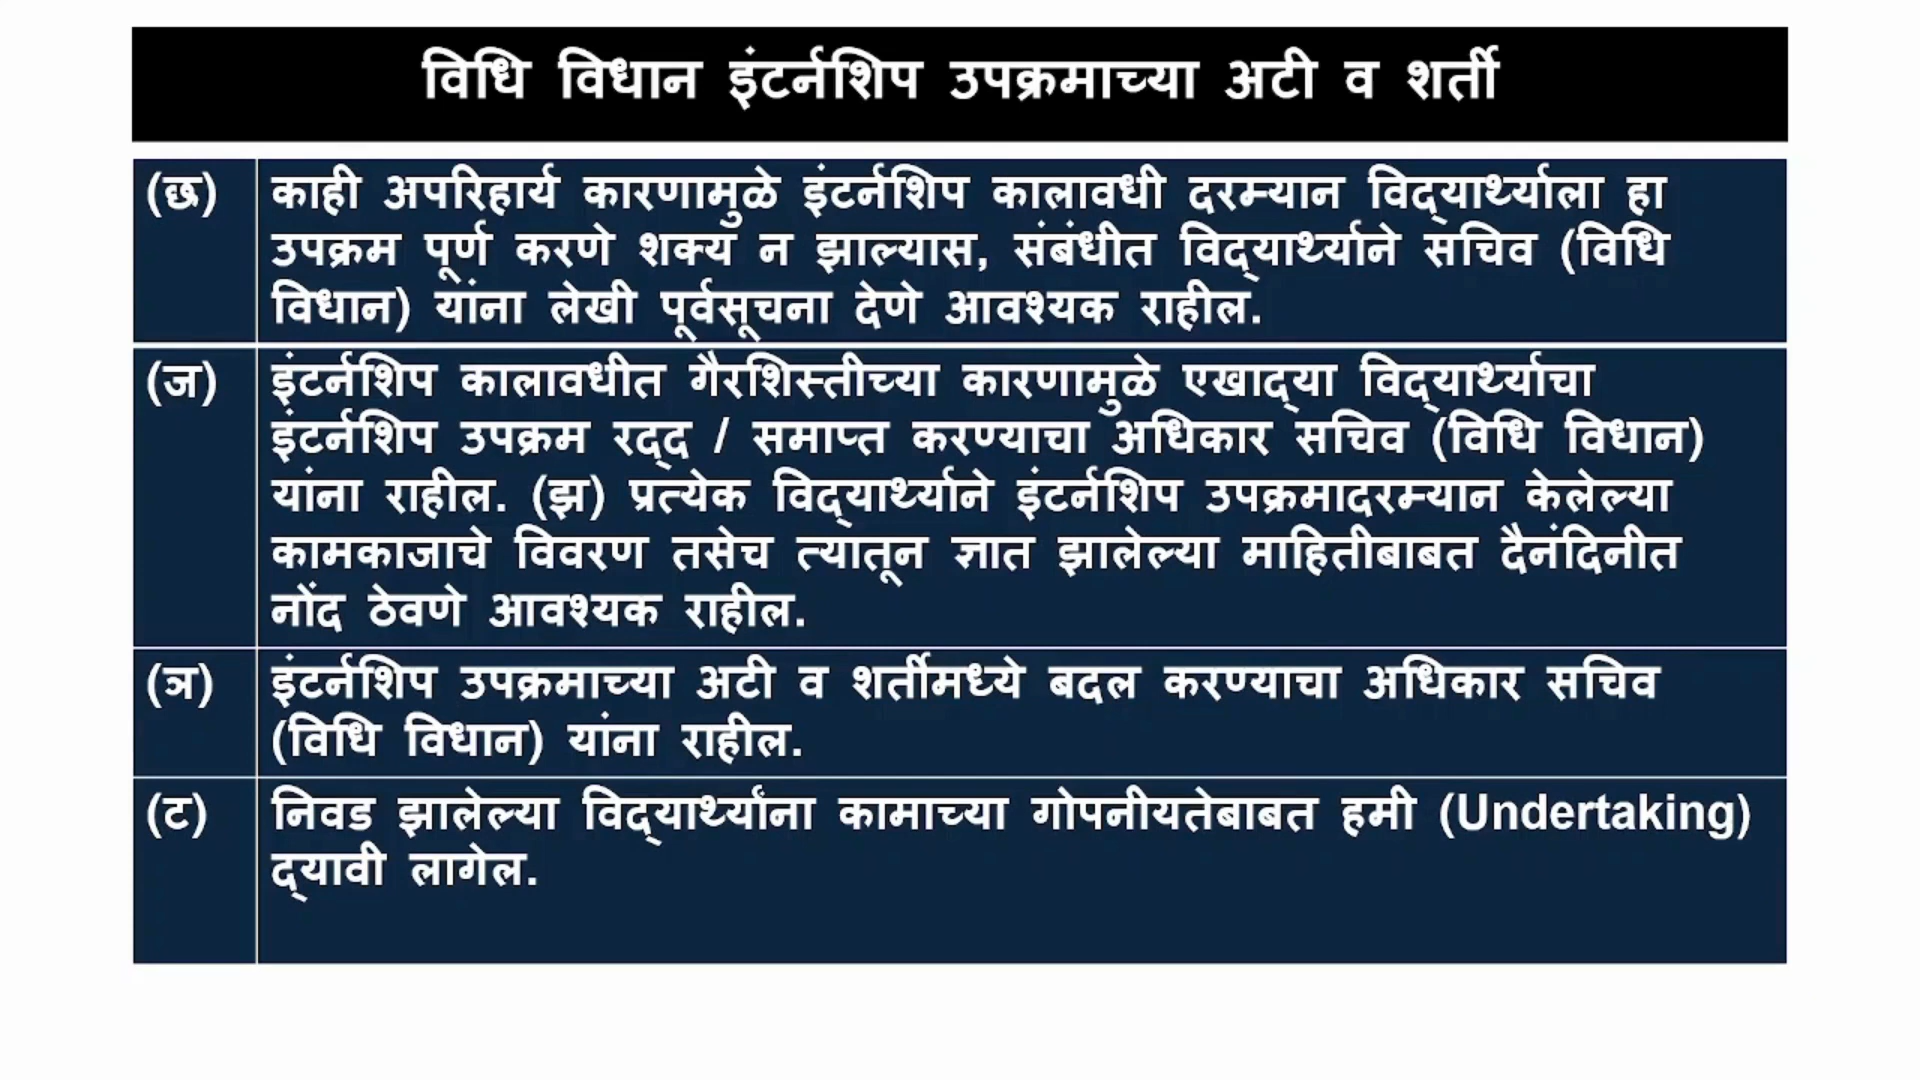 विधि विधान इंटर्नशिप उपक्रमाच्या अटी व शर्ती
(छ) काही अपरिहार्य कारणामुळे इंटर्नशिप कालावधी दरम्यान विद्यार्थ्याला हा
उपक्रम पूर्ण करणे शक्य न झाल्यास, संबंधीत विद्यार्थ्याने सचिव (विधि
विधान) यांना लेखी पूर्वसूचना देणे आवश्यक राहील.
(ज) इंटर्नशिप कालावधीत गैरशिस्तीच्या कारणामुळे एखाद्या विद्यार्थ्याचा
इंटर्नशिप उपक्रम रद्द / समाप्त करण्याचा अधिकार सचिव (विधि विधान)
यांना राहील. (झ) प्रत्येक विद्यार्थ्याने इंटर्नशिप उपक्रमादरम्यान केलेल्या
कामकाजाचे विवरण तसेच त्यातून ज्ञात झालेल्या माहितीबाबत दैनंदिनीत
नोंद ठेवणे आवश्यक राहील.
(ञ) इंटर्नशिप उपक्रमाच्या अटी व शर्तीमध्ये बदल करण्याचा अधिकार सचिव
(विधि विधान) यांना राहील.
(ट) निवड झालेल्या विद्यार्थ्यांना कामाच्या गोपनीयतेबाबत हमी (Undertaking)
द्यावी लागेल.